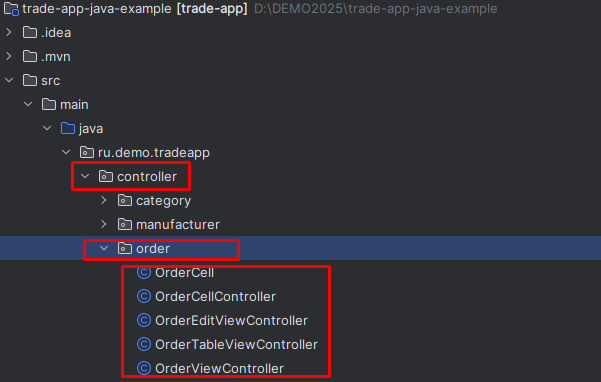 trade-app-java-example [trade-app] D:\DEMO2025\trade-app-java-example
.idea
.mvn
src
main
java
ru.demo.tradeapp
controller
category
manufacturer
order
OrderCell
OrderCellController
OrderEditViewController
OrderTableViewController
OrderViewController